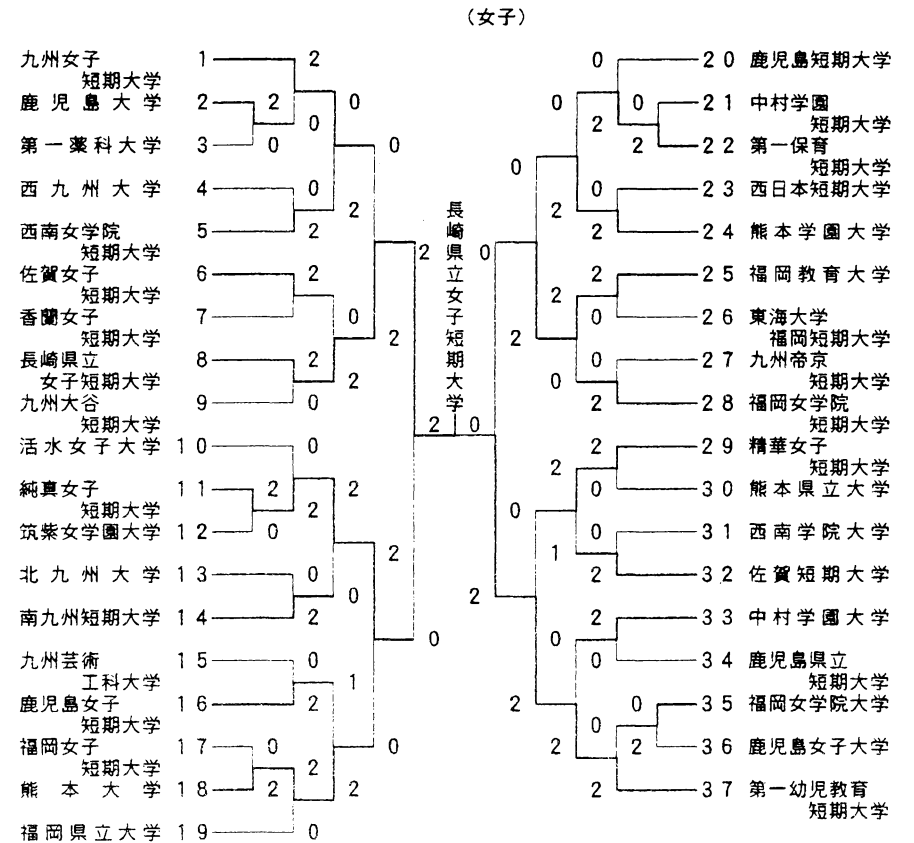 （女子）
九州女子 1
短期大学
鹿児島大学 2
第一薬科大学 3
西九州大学 4
西南女学院 5
短期大学
佐賀女子 6
短期大学
香蘭女子 7
短期大学
長崎県立 8
女子短期大学
九州大谷 9
短期大学
活水女子大学 10
純真女子 11
短期大学
筑紫女学園大学 12
北九州大学 13
南九州短期大学 14
九州芸術 15
工科大学
鹿児島女子 16
短期大学
福岡女子 17
短期大学
熊本大学 18
福岡県立大学 19
2
2
0
0
0
0
0
2
2
2
2
0
0
2
2
2
0
0
2
2
2
0
2
0
0
2
0
0
2
1
0
2
0
2
2
0
2
長崎県立女子短期大学
0
0
0
0
2
2
0
0
2
2
2
2
2
0
0
0
2
2
2
0
0
0
1
2
2
2
0
0
0
2
0
0
2
2
2
20 鹿児島短期大学
21 中村学園
短期大学
22 第一保育
短期大学
23 西日本短期大学
24 熊本学園大学
25 福岡教育大学
26 東海大学
福岡短期大学
27 九州帝京
短期大学
28 福岡女学院
短期大学
29 精華女子
短期大学
30 熊本県立大学
31 西南学院大学
32 佐賀短期大学
33 中村学園大学
34 鹿児島県立
短期大学
35 福岡女学院大学
36 鹿児島女子大学
37 第一幼児教育
短期大学